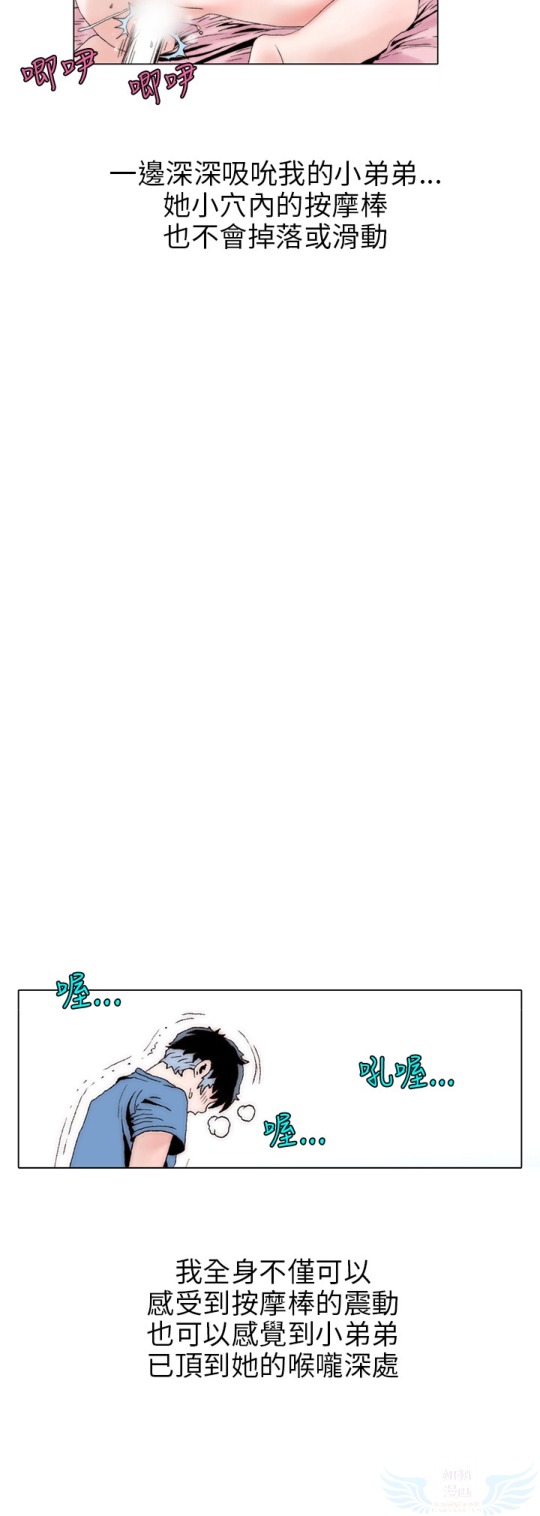 唧咿
唧咿
一邊深深吸吮我的小弟弟...
她小穴內的按摩棒
也不會掉落或滑動
喔...
吼喔...
喔...
我全身不僅可以
感受到按摩棒的震動
也可以感覺到小弟弟
已頂到她的喉嚨深處